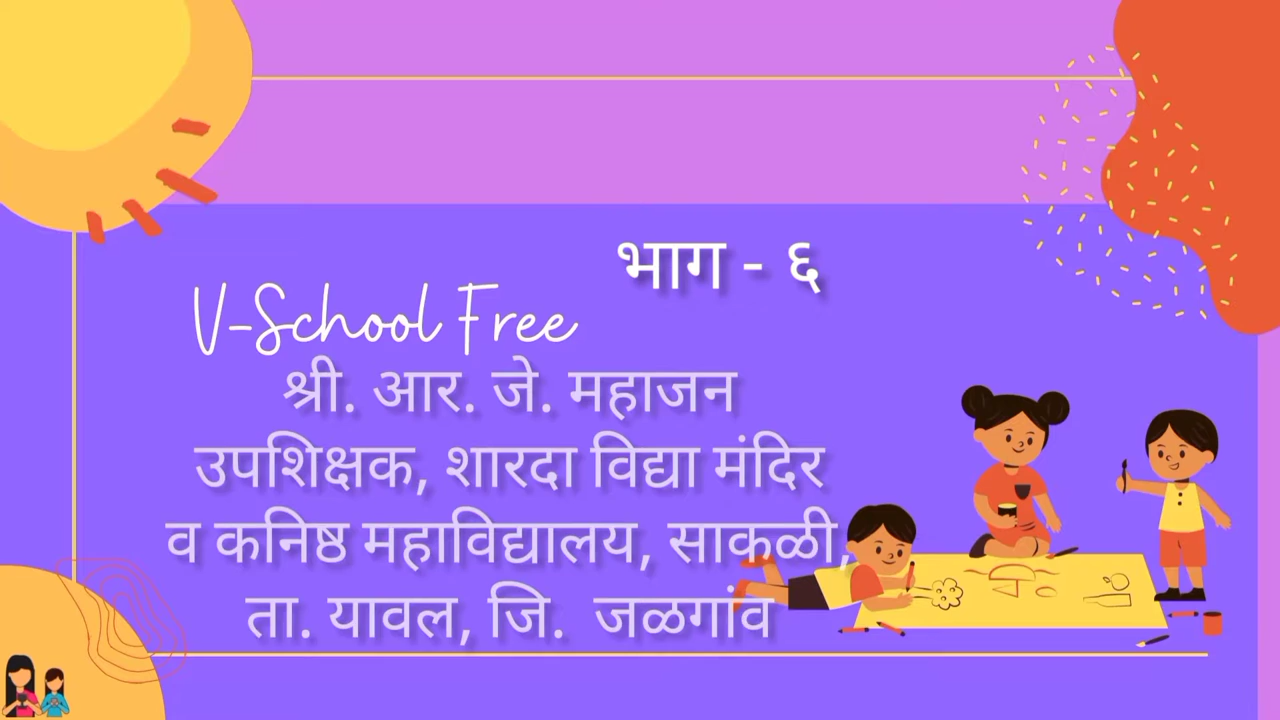 भाग - ६
V-School Free
श्री. आर. जे. महाजन
उपशिक्षक, शारदा विद्या मंदिर
व कनिष्ठ महाविद्यालय, साकळी,
ता. यावल, जि. जळगांव